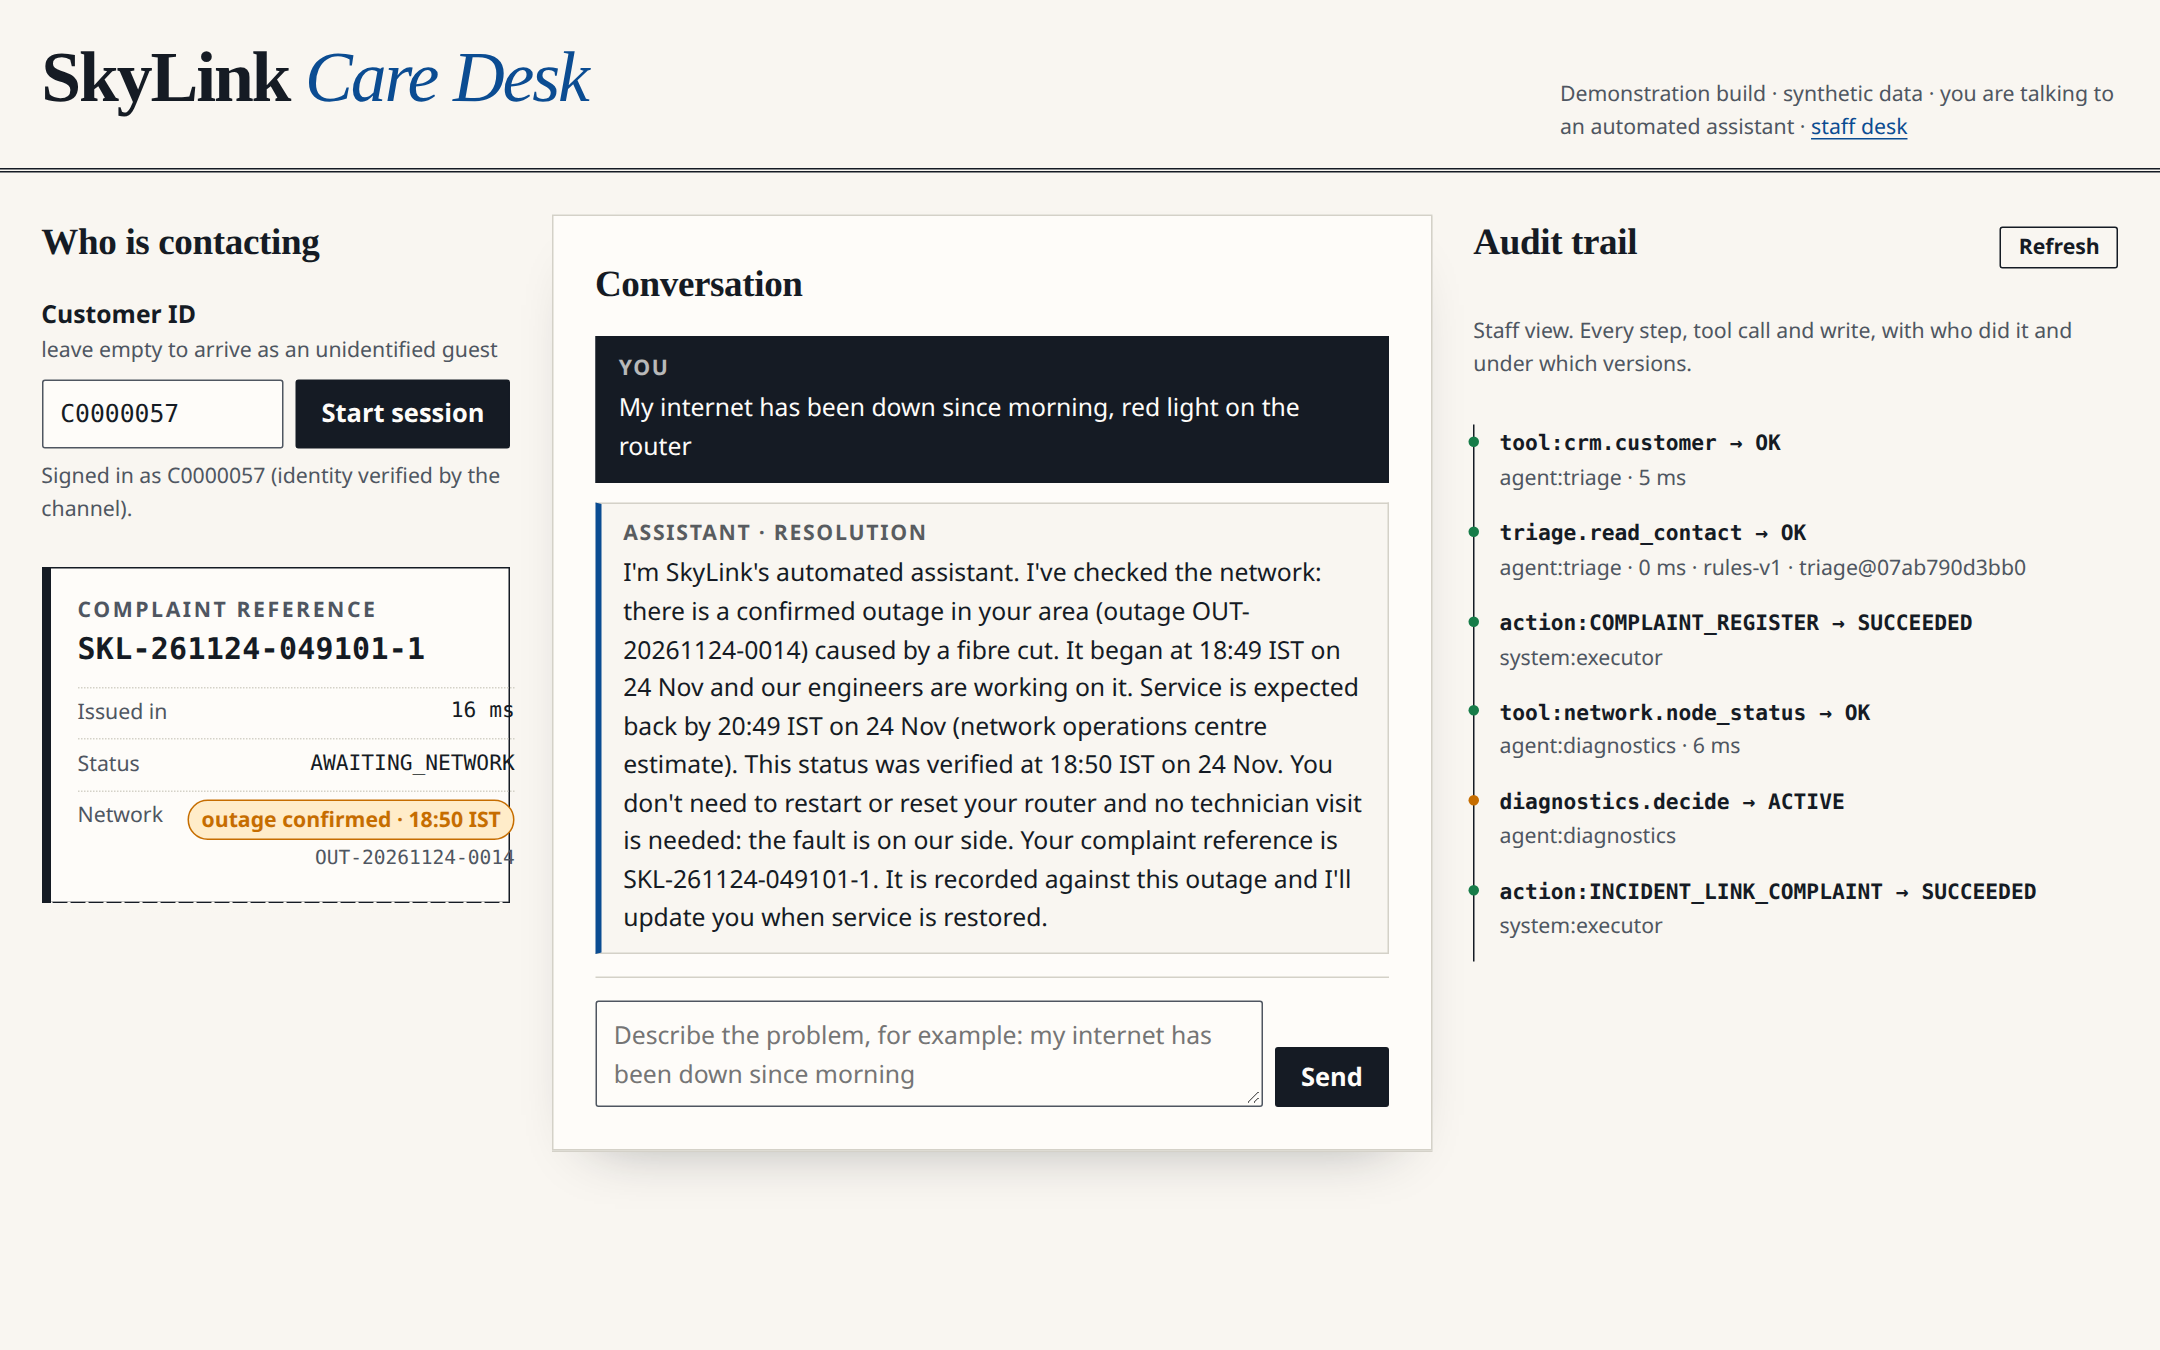 SkyLink Care Desk
Demonstration build · synthetic data · you are talking to
an automated assistant · staff desk
Who is contacting
Customer ID
leave empty to arrive as an unidentified guest
C0000057
Start session
Signed in as C0000057 (identity verified by the
channel).
COMPLAINT REFERENCE
SKL-261124-049101-1
Issued in 16 ms
Status AWAITING_NETWORK
Network outage confirmed · 18:50 IST
OUT-20261124-0014
Conversation
YOU
My internet has been down since morning, red light on the
router
ASSISTANT · RESOLUTION
I'm SkyLink's automated assistant. I've checked the network:
there is a confirmed outage in your area (outage OUT-
20261124-0014) caused by a fibre cut. It began at 18:49 IST on
24 Nov and our engineers are working on it. Service is expected
back by 20:49 IST on 24 Nov (network operations centre
estimate). This status was verified at 18:50 IST on 24 Nov. You
don't need to restart or reset your router and no technician visit
is needed: the fault is on our side. Your complaint reference is
SKL-261124-049101-1. It is recorded against this outage and I'll
update you when service is restored.
Describe the problem, for example: my internet has
been down since morning
Send
Audit trail
Refresh
Staff view. Every step, tool call and write, with who did it and
under which versions.
tool:crm.customer → OK
agent:triage · 5 ms
triage.read_contact → OK
agent:triage · 0 ms · rules-v1 · triage@07ab790d3bb0
action:COMPLAINT_REGISTER → SUCCEEDED
system:executor
tool:network.node_status → OK
agent:diagnostics · 6 ms
diagnostics.decide → ACTIVE
agent:diagnostics
action:INCIDENT_LINK_COMPLAINT → SUCCEEDED
system:executor